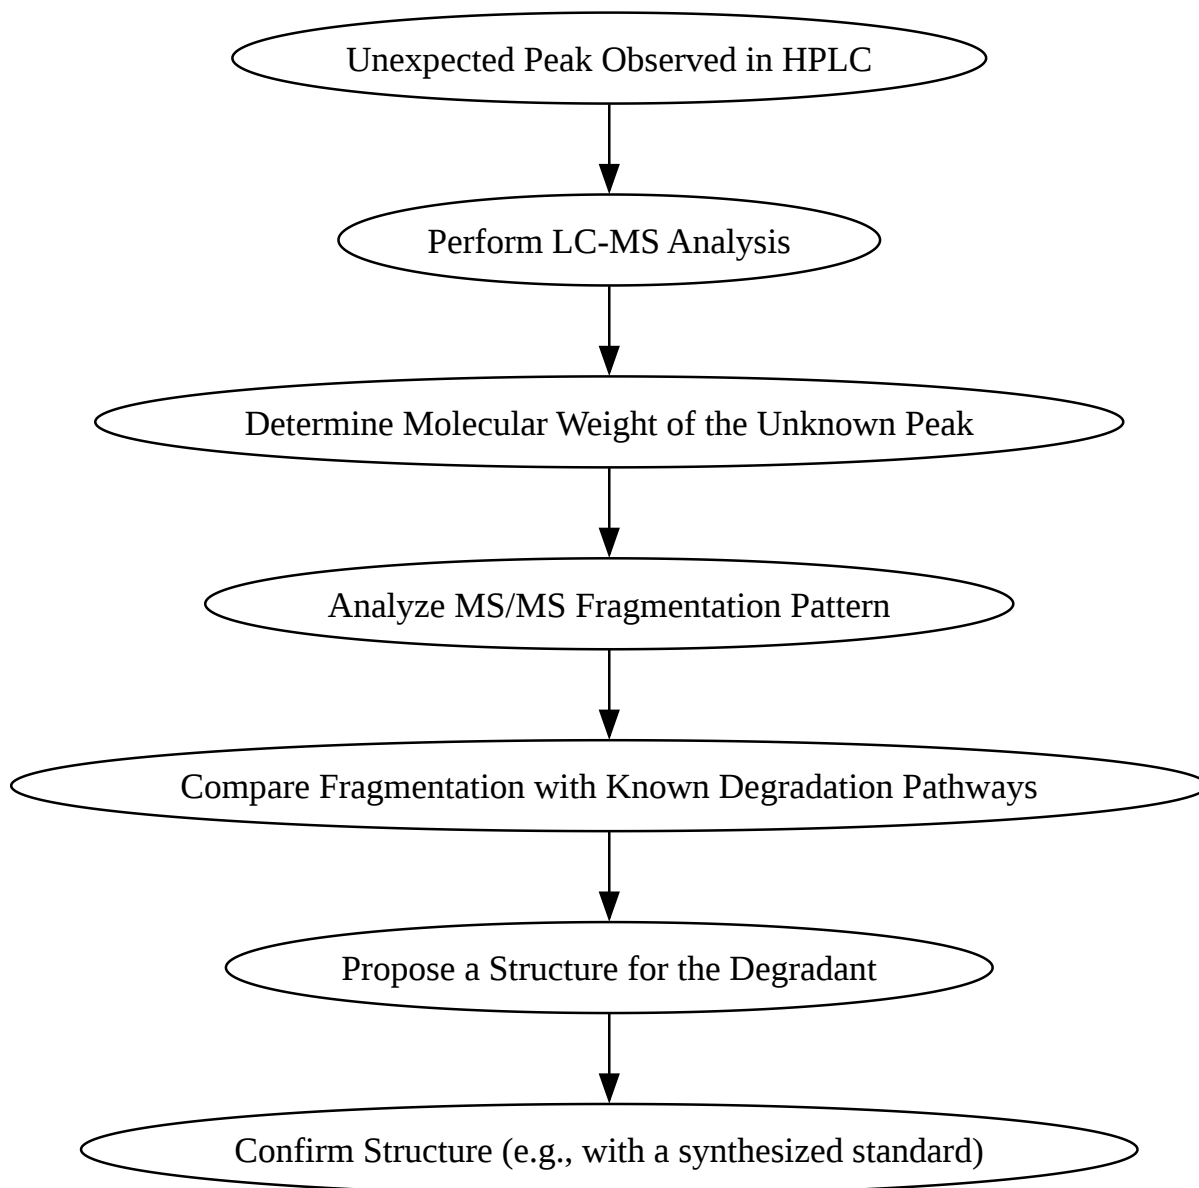 Unexpected Peak Observed in HPLC
Perform LC-MS Analysis
Determine Molecular Weight of the Unknown Peak
Analyze MS/MS Fragmentation Pattern
Compare Fragmentation with Known Degradation Pathways
Propose a Structure for the Degradant
Confirm Structure (e.g., with a synthesized standard)